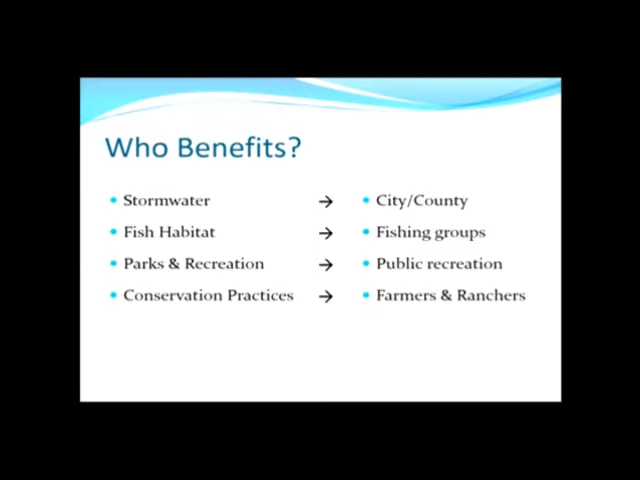 Who Benefits?
• Stormwater → • City/County
• Fish Habitat → • Fishing groups
• Parks & Recreation → • Public recreation
• Conservation Practices → • Farmers & Ranchers